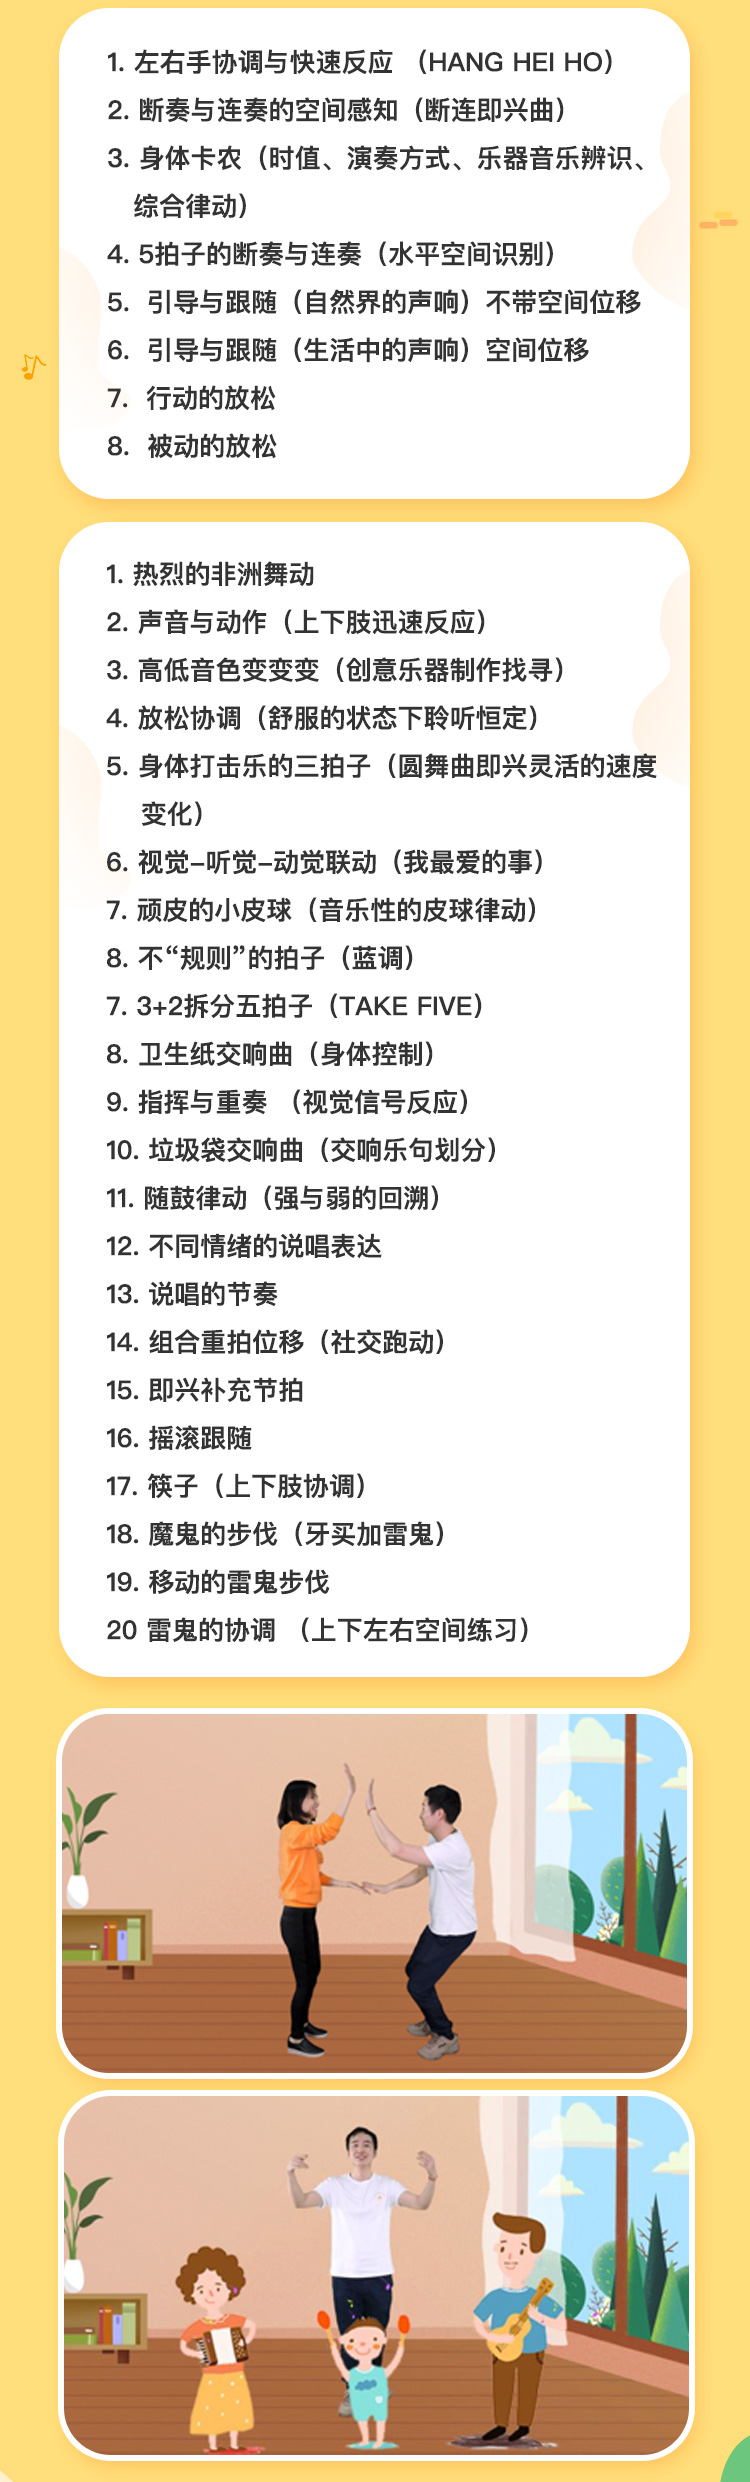 1. 左右手协调与快速反应 （HANG HEI HO）
2. 断奏与连奏的空间感知（断连即兴曲）
3. 身体卡农（时值、演奏方式、乐器音乐辨识、
综合律动）
4. 5拍子的断奏与连奏（水平空间识别）
5. 引导与跟随（自然界的声响）不带空间位移
6. 引导与跟随（生活中的声响）空间位移
7. 行动的放松
8. 被动的放松
1. 热烈的非洲舞动
2. 声音与动作（上下肢迅速反应）
3. 高低音色变变变（创意乐器制作找寻）
4. 放松协调（舒服的状态下聆听恒定）
5. 身体打击乐的三拍子（圆舞曲即兴灵活的速度
变化）
6. 视觉–听觉–动觉联动（我最爱的事）
7. 顽皮的小皮球（音乐性的皮球律动）
8. 不“规则”的拍子（蓝调）
7. 3+2拆分五拍子（TAKE FIVE）
8. 卫生纸交响曲（身体控制）
9. 指挥与重奏 （视觉信号反应）
10. 垃圾袋交响曲（交响乐句划分）
11. 随鼓律动（强与弱的回溯）
12. 不同情绪的说唱表达
13. 说唱的节奏
14. 组合重拍位移（社交跑动）
15. 即兴补充节拍
16. 摇滚跟随
17. 筷子（上下肢协调）
18. 魔鬼的步伐（牙买加雷鬼）
19. 移动的雷鬼步伐
20 雷鬼的协调 （上下左右空间练习）